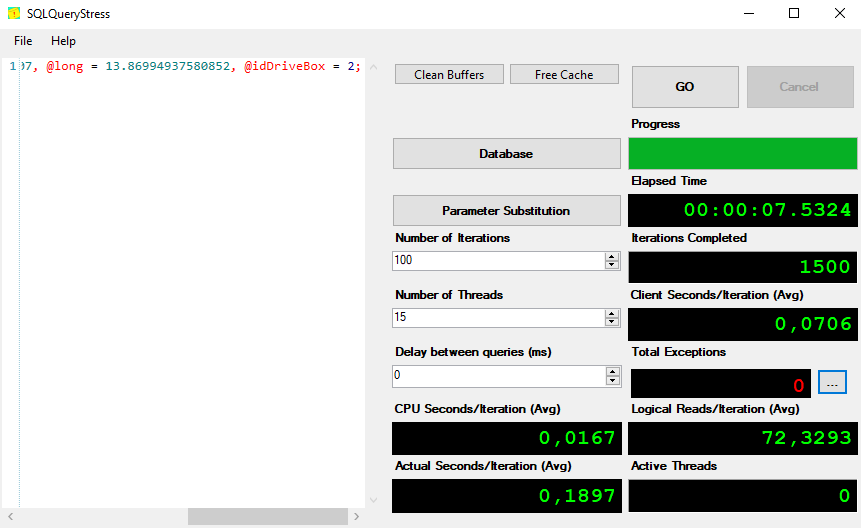 SQLQueryStress
File Help
1 97, @long = 13.86994937580852, @idDriveBox = 2;
Clean Buffers Free Cache
GO Cancel
Progress
Database
Elapsed Time
00:00:07.5324
Parameter Substitution
Number of Iterations
100
Iterations Completed
1500
Number of Threads
15
Client Seconds/Iteration (Avg)
0,0706
Delay between queries (ms)
0
Total Exceptions
0 ...
CPU Seconds/Iteration (Avg)
0,0167
Logical Reads/Iteration (Avg)
72,3293
Actual Seconds/Iteration (Avg)
0,1897
Active Threads
0